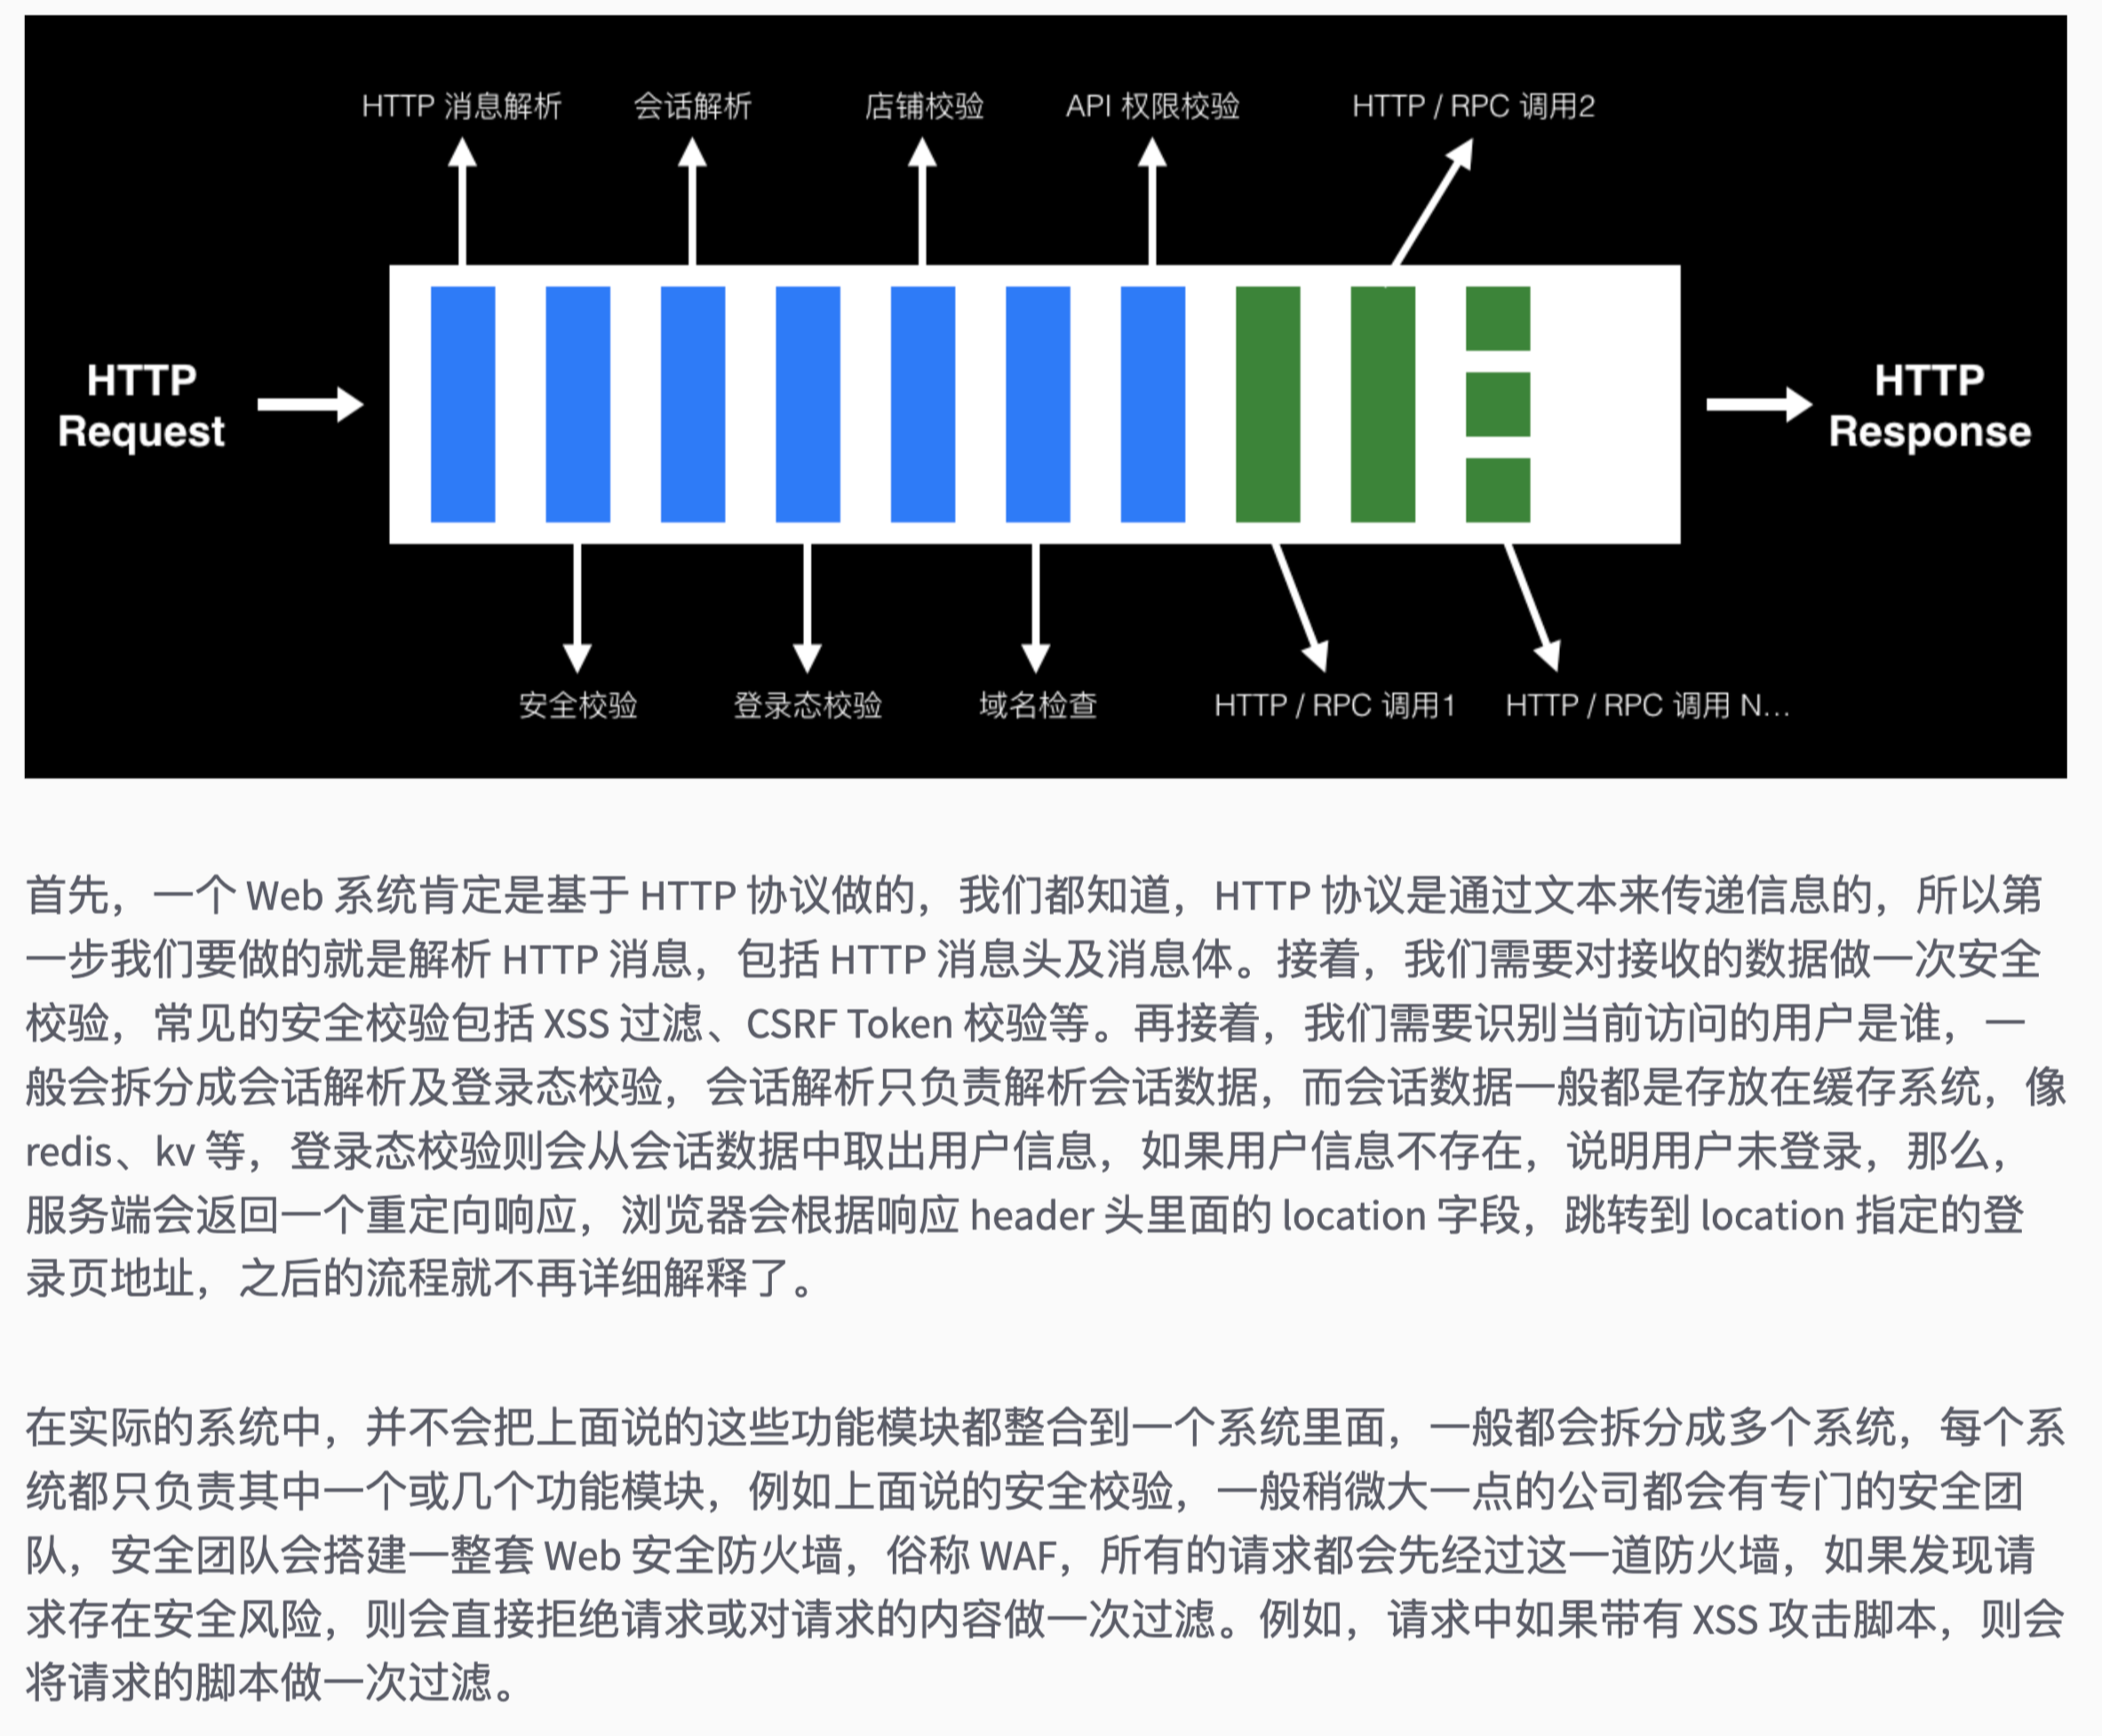 HTTP 消息解析
会话解析
店铺校验
API 权限校验
HTTP / RPC 调用2
HTTP
Request
HTTP
Response
安全校验
登录态校验
域名检查
HTTP / RPC 调用1
HTTP / RPC 调用 N...
首先，一个 Web 系统肯定是基于 HTTP 协议做的，我们都知道，HTTP 协议是通过文本来传递信息的，所以第
一步我们要做的就是解析 HTTP 消息，包括 HTTP 消息头及消息体。接着，我们需要对接收的数据做一次安全
校验，常见的安全校验包括 XSS 过滤、CSRF Token 校验等。再接着，我们需要识别当前访问的用户是谁，一
般会拆分成会话解析及登录态校验，会话解析只负责解析会话数据，而会话数据一般都是存放在缓存系统，像
redis、kv 等，登录态校验则会从会话数据中取出用户信息，如果用户信息不存在，说明用户未登录，那么，
服务端会返回一个重定向响应，浏览器会根据响应 header 头里面的 location 字段，跳转到 location 指定的登
录页地址，之后的流程就不再详细解释了。
在实际的系统中，并不会把上面说的这些功能模块都整合到一个系统里面，一般都会拆分成多个系统，每个系
统都只负责其中一个或几个功能模块，例如上面说的安全校验，一般稍微大一点的公司都会有专门的安全团
队，安全团队会搭建一整套 Web 安全防火墙，俗称 WAF，所有的请求都会先经过这一道防火墙，如果发现请
求存在安全风险，则会直接拒绝请求或对请求的内容做一次过滤。例如，请求中如果带有 XSS 攻击脚本，则会
将请求的脚本做一次过滤。